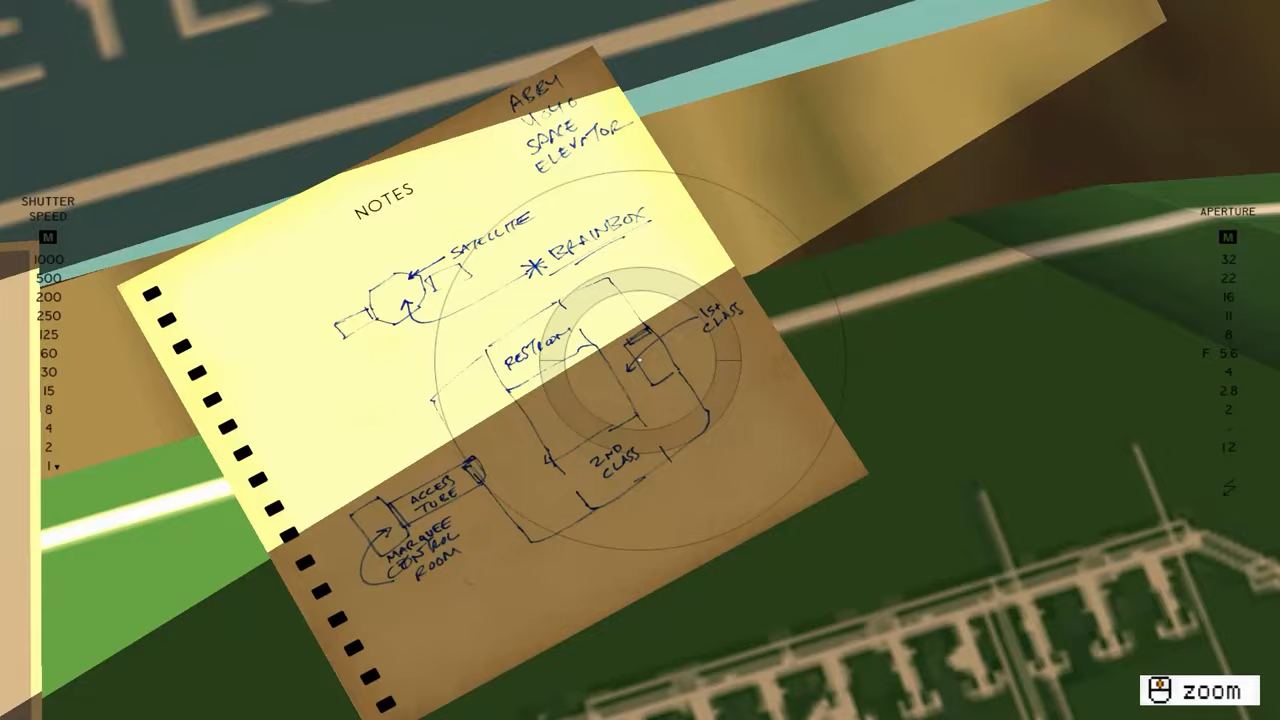 ABBY
SPACE
ELEVATOR
NOTES
SATELLITE
BRAINBOX
RESTROOM
1st
CLASS
2ND
CLASS
ACCESS
TUBE
MARQUEE
CONTROL
ROOM
SHUTTER
SPEED
M
1000
500
200
250
125
60
30
15
8
4
2
1
APERTURE
M
32
22
16
11
8
F 5.6
4
2.8
2
-
1 2
zoom